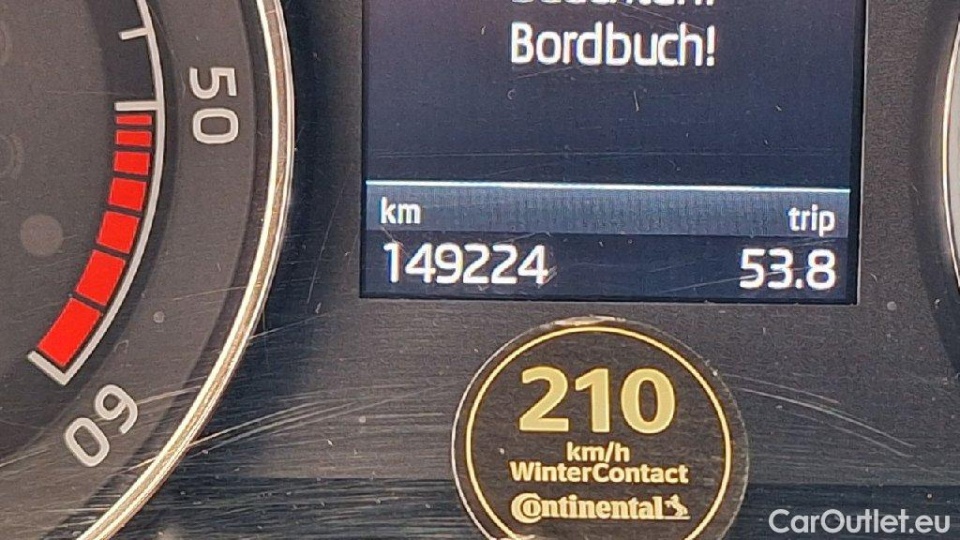 Bordbuch!
50
km
trip
149224
53.8
60
210
km/h
WinterContact
Continental
CarOutlet.eu